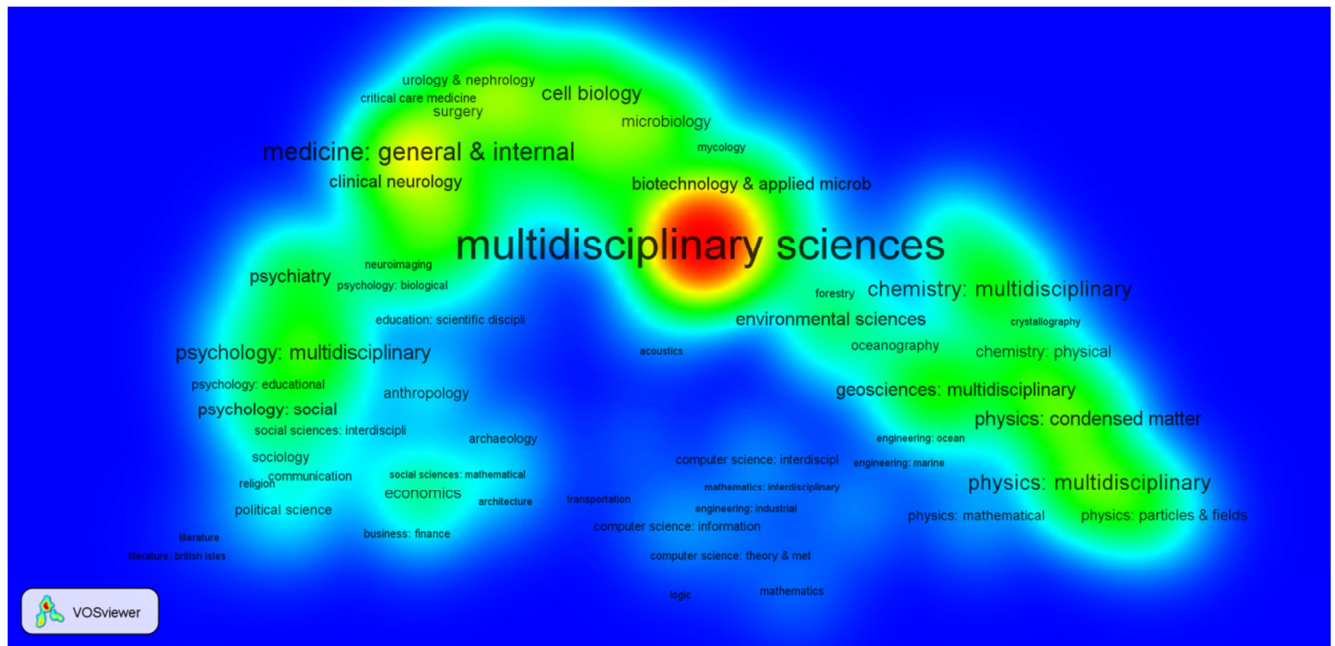 urology & nephrology
cell biology
critical care medicine
surgery
microbiology
mycology
medicine: general & internal
clinical neurology
biotechnology & applied microb
multidisciplinary sciences
neuroimaging
psychiatry
psychology: biological
forestry
chemistry: multidisciplinary
education: scientific discipli
environmental sciences
crystallography
oceanography
acoustics
chemistry: physical
psychology: multidisciplinary
psychology: educational
anthropology
geosciences: multidisciplinary
psychology: social
physics: condensed matter
social sciences: interdiscipli
archaeology
engineering: ocean
sociology
computer science: interdiscipl
engineering: marine
communication
religion
social sciences: mathematical
economics
mathematics: interdisciplinary
physics: multidisciplinary
architecture
transportation
political science
engineering: industrial
physics: mathematical
physics: particles & fields
computer science: information
literature
business: finance
literature: british isles
computer science: theory & met
logic
mathematics
VOSviewer